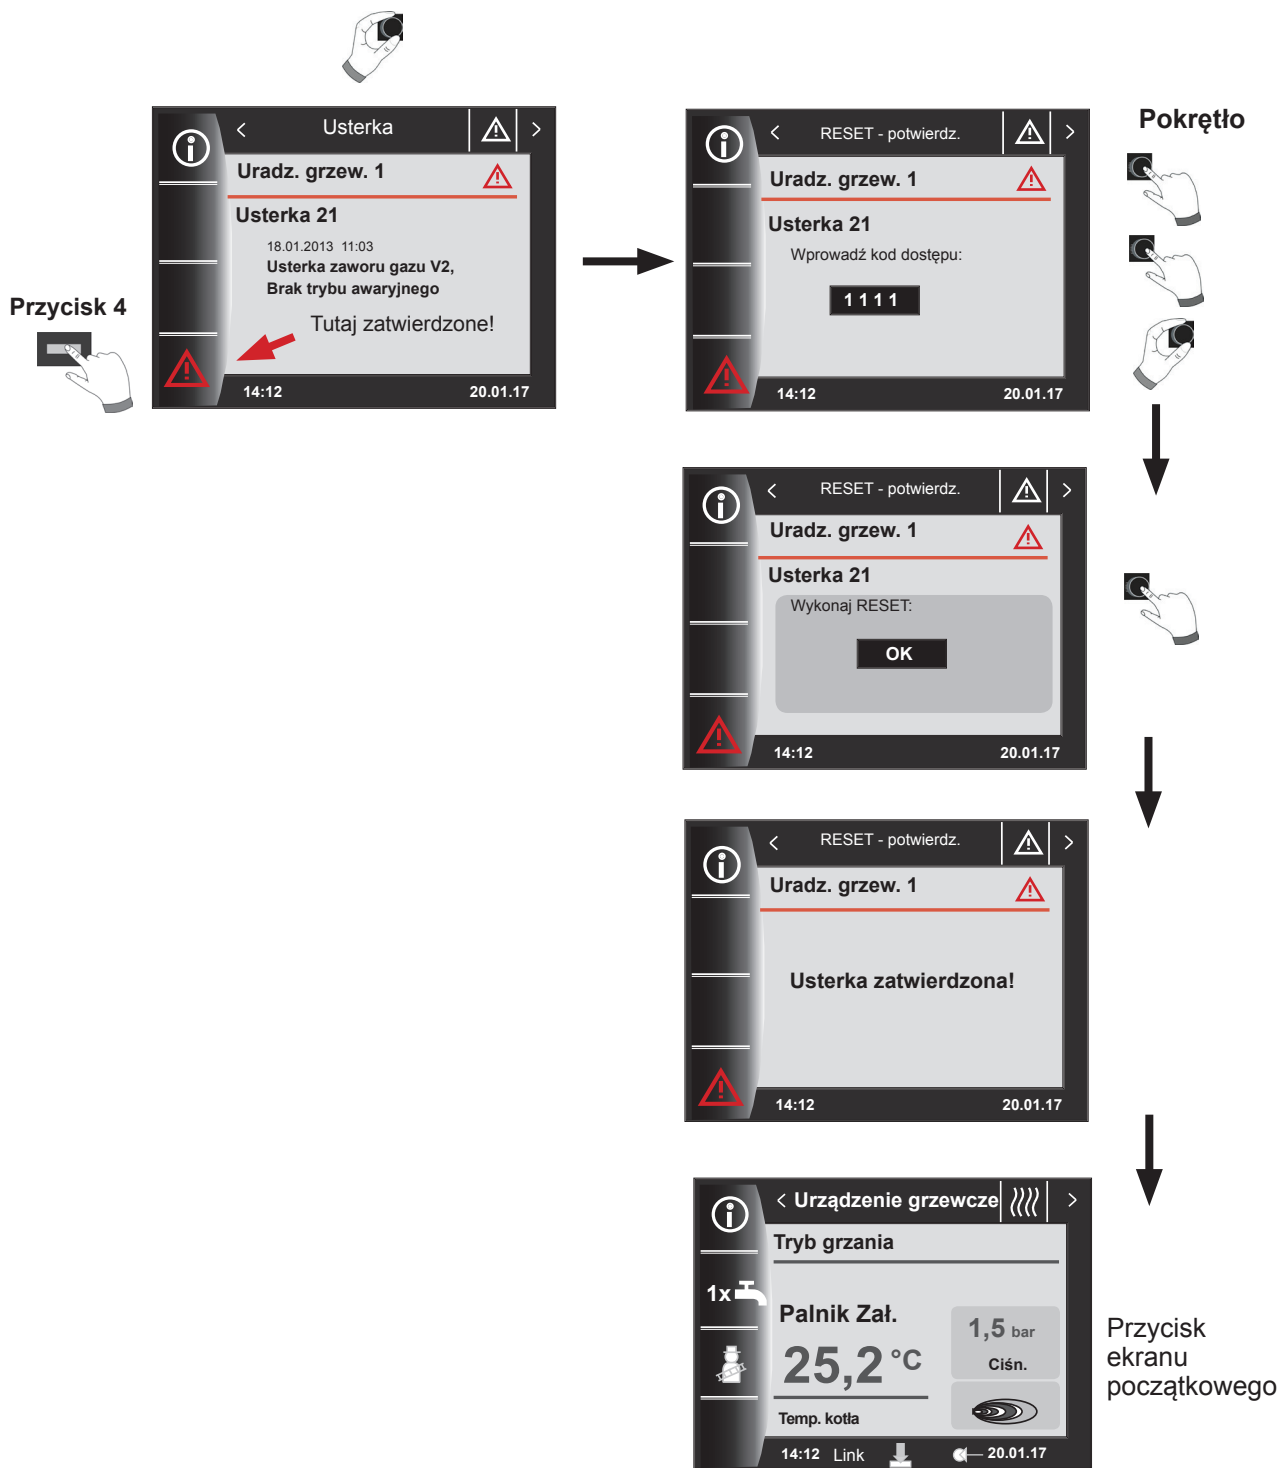 Przycisk 4
< Usterka >
Uradz. grzew. 1
Usterka 21
18.01.2013 11:03
Usterka zaworu gazu V2,
Brak trybu awaryjnego
Tutaj zatwierdzone!
14:12 20.01.17
< RESET - potwierdz. >
Uradz. grzew. 1
Usterka 21
Wprowadź kod dostępu:
1 1 1 1
14:12 20.01.17
Pokrętło
< RESET - potwierdz. >
Uradz. grzew. 1
Usterka 21
Wykonaj RESET:
OK
14:12 20.01.17
< RESET - potwierdz. >
Uradz. grzew. 1
Usterka zatwierdzona!
14:12 20.01.17
< Urządzenie grzewcze >
Tryb grzania
1x
Palnik Zał.
25,2 °C
Temp. kotła
1,5 bar
Ciśn.
14:12 Link 20.01.17
Przycisk
ekranu
początkowego